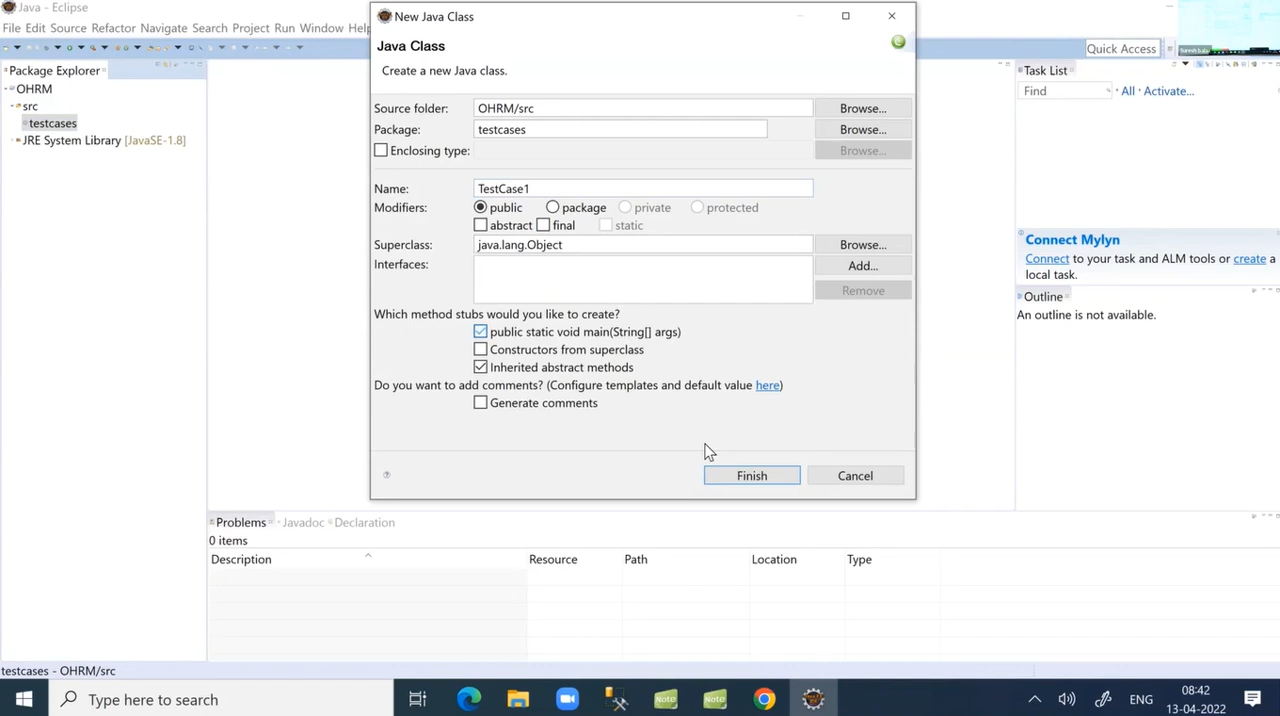 Java - Eclipse
File Edit Source Refactor Navigate Search Project Run Window Help
Quick Access
Package Explorer
OHRM
src
testcases
JRE System Library [JavaSE-1.8]
New Java Class
Java Class
Create a new Java class.
Source folder: OHRM/src Browse...
Package: testcases Browse...
Enclosing type: Browse...
Name: TestCase1
Modifiers: public package private protected
abstract final static
Superclass: java.lang.Object Browse...
Interfaces: Add...
Remove
Which method stubs would you like to create?
public static void main(String[] args)
Constructors from superclass
Inherited abstract methods
Do you want to add comments? (Configure templates and default value here)
Generate comments
? Finish Cancel
Task List
Find All Activate...
Connect Mylyn
Connect to your task and ALM tools or create a
local task.
Outline
An outline is not available.
Problems Javadoc Declaration
0 items
Description Resource Path Location Type
testcases - OHRM/src
Type here to search
Note Note
ENG
08:42
13-04-2022